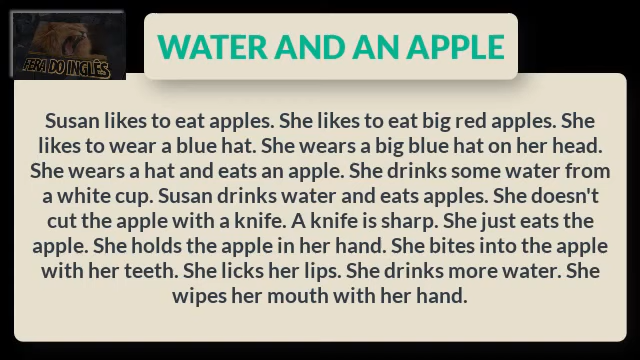 FERA DO INGLÊS
WATER AND AN APPLE
Susan likes to eat apples. She likes to eat big red apples. She
likes to wear a blue hat. She wears a big blue hat on her head.
She wears a hat and eats an apple. She drinks some water from
a white cup. Susan drinks water and eats apples. She doesn't
cut the apple with a knife. A knife is sharp. She just eats the
apple. She holds the apple in her hand. She bites into the apple
with her teeth. She licks her lips. She drinks more water. She
wipes her mouth with her hand.